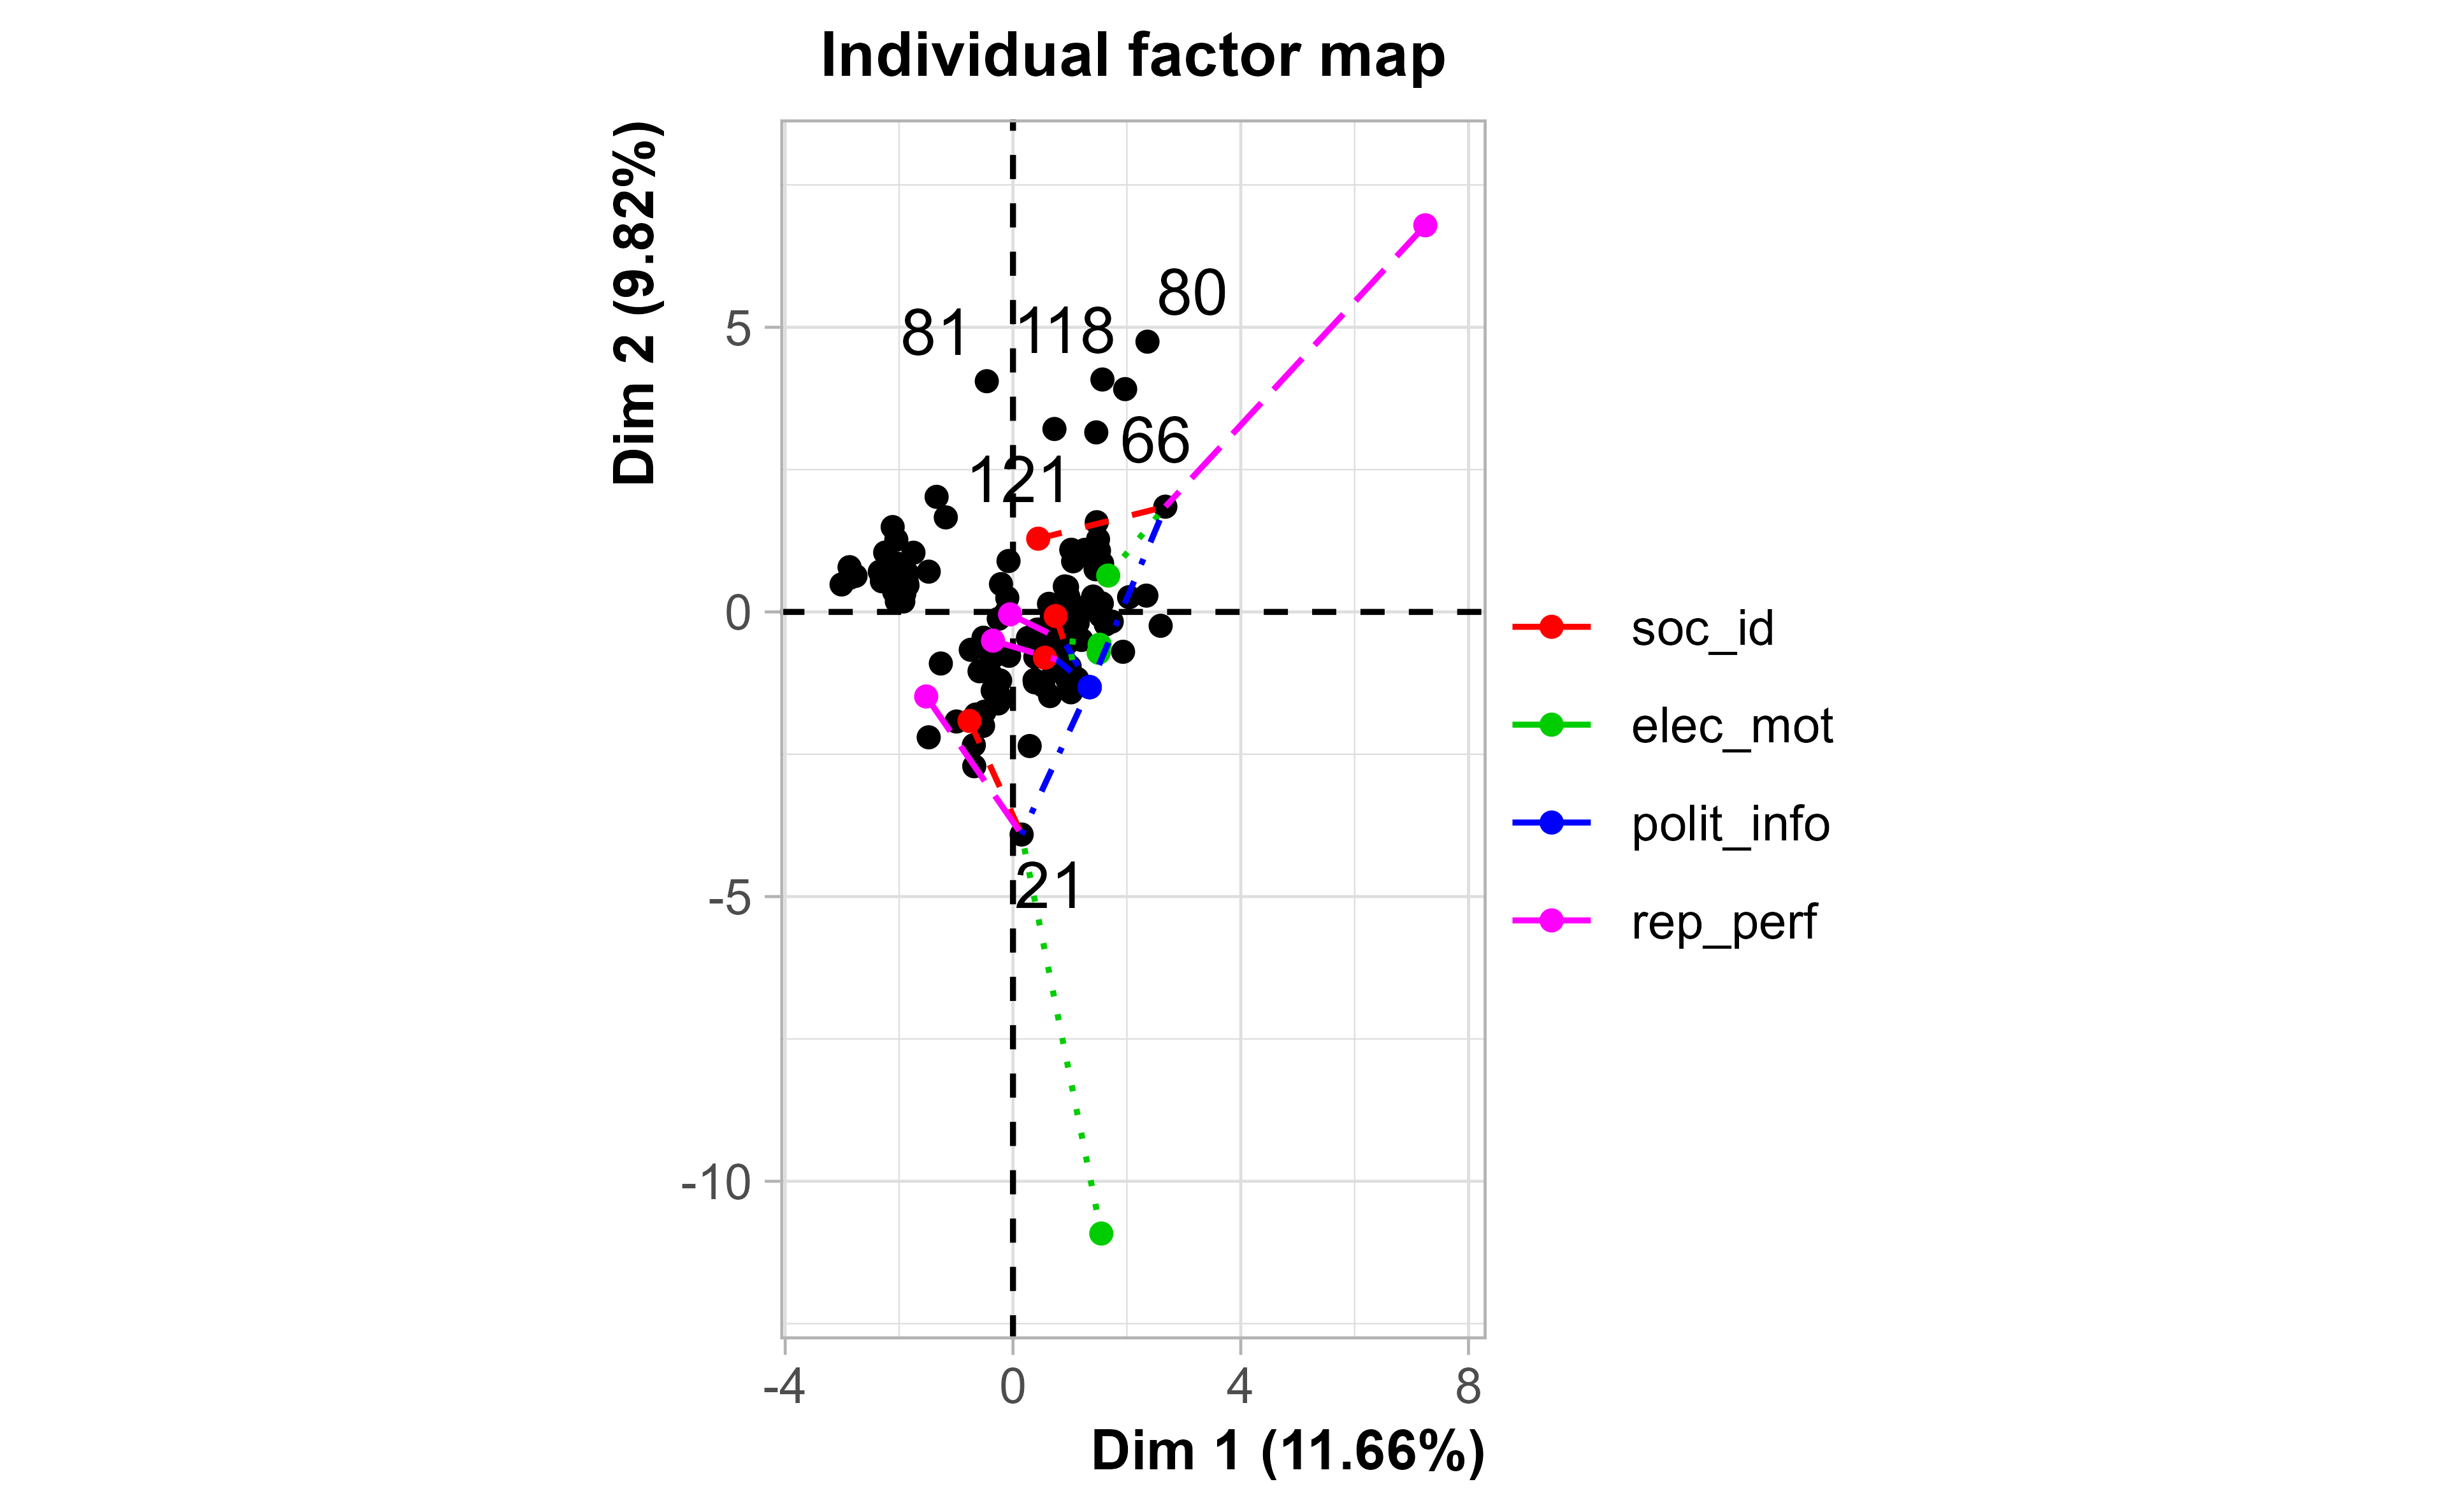 Individual factor map
Dim 2 (9.82%)
5
0
-5
-10
80
81
118
66
121
21
soc_id
elec_mot
polit_info
rep_perf
-4
0
4
8
Dim 1 (11.66%)